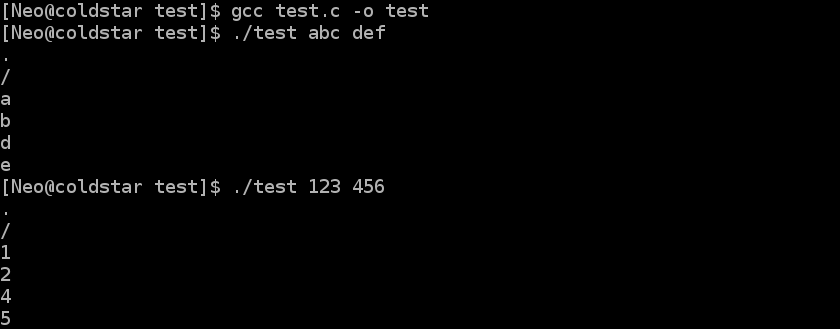 [Neo@coldstar test]$ gcc test.c -o test
[Neo@coldstar test]$ ./test abc def
.
/
a
b
d
e
[Neo@coldstar test]$ ./test 123 456
.
/
1
2
4
5